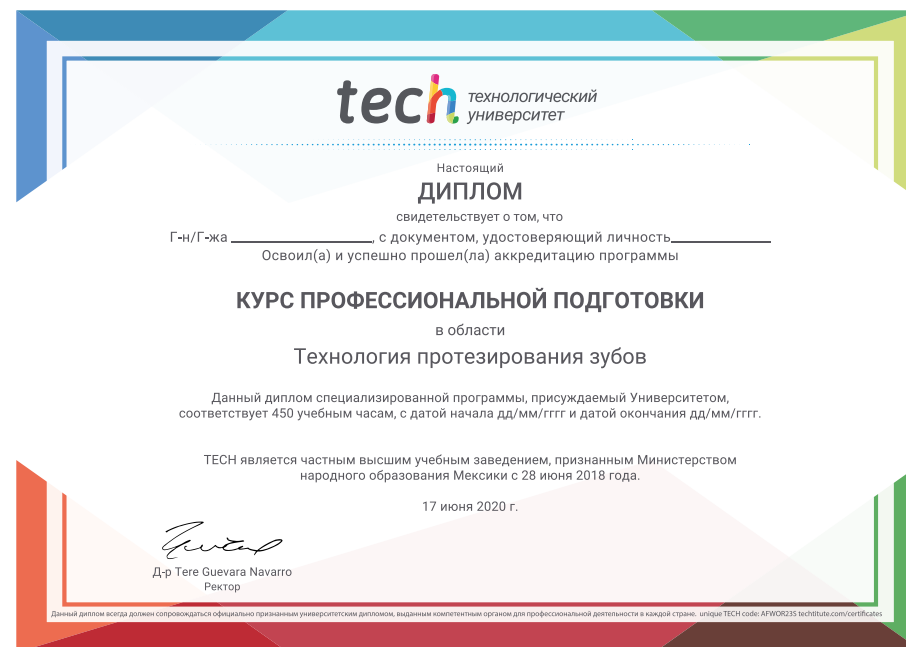 tech технологический
университет
Настоящий
ДИПЛОМ
свидетельствует о том, что
Г-н/Г-жа ____________________, с документом, удостоверяющий личность______________
Освоил(а) и успешно прошел(ла) аккредитацию программы
КУРС ПРОФЕССИОНАЛЬНОЙ ПОДГОТОВКИ
в области
Технология протезирования зубов
Данный диплом специализированной программы, присуждаемый Университетом,
соответствует 450 учебным часам, с датой начала дд/мм/гггг и датой окончания дд/мм/гггг.
TECH является частным высшим учебным заведением, признанным Министерством
народного образования Мексики с 28 июня 2018 года.
17 июня 2020 г.
Д-р Tere Guevara Navarro
Ректор
Данный диплом всегда должен сопровождаться официально признанным университетским дипломом, выданным компетентным органом для профессиональной деятельности в каждой стране. unique TECH code: AFWOR235 techtitute.com/certificates